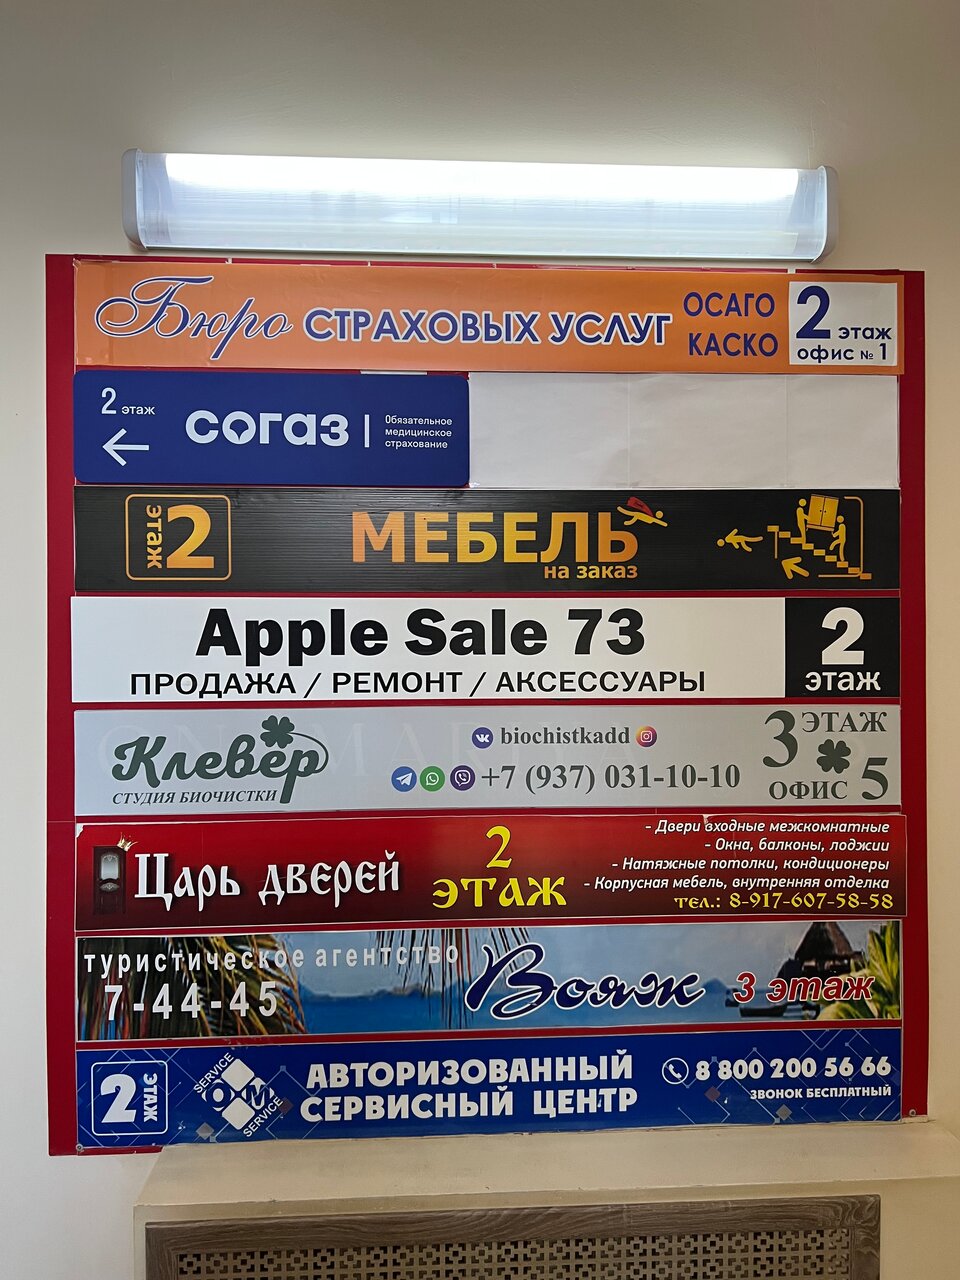 Бюро СТРАХОВЫХ УСЛУГ
ОСАГО
КАСКО
2 этаж
офис № 1
2 этаж
согаз
Обязательное
медицинское
страхование
2 этаж
МЕБЕЛЬ
на заказ
Apple Sale 73
ПРОДАЖА / РЕМОНТ / АКСЕССУАРЫ
2
этаж
Клевер
СТУДИЯ БИОЧИСТКИ
biochistkadd
+7 (937) 031-10-10
3 ЭТАЖ
ОФИС 5
Царь дверей
2
этаж
- Двери входные межкомнатные
- Окна, балконы, лоджии
- Натяжные потолки, кондиционеры
- Корпусная мебель, внутренняя отделка
тел.: 8-917-607-58-58
туристическое агентство
7-44-45
Вояж
3 этаж
2 этаж
SERVICE
OM
SERVICE
АВТОРИЗОВАННЫЙ
СЕРВИСНЫЙ ЦЕНТР
8 800 200 56 66
ЗВОНОК БЕСПЛАТНЫЙ